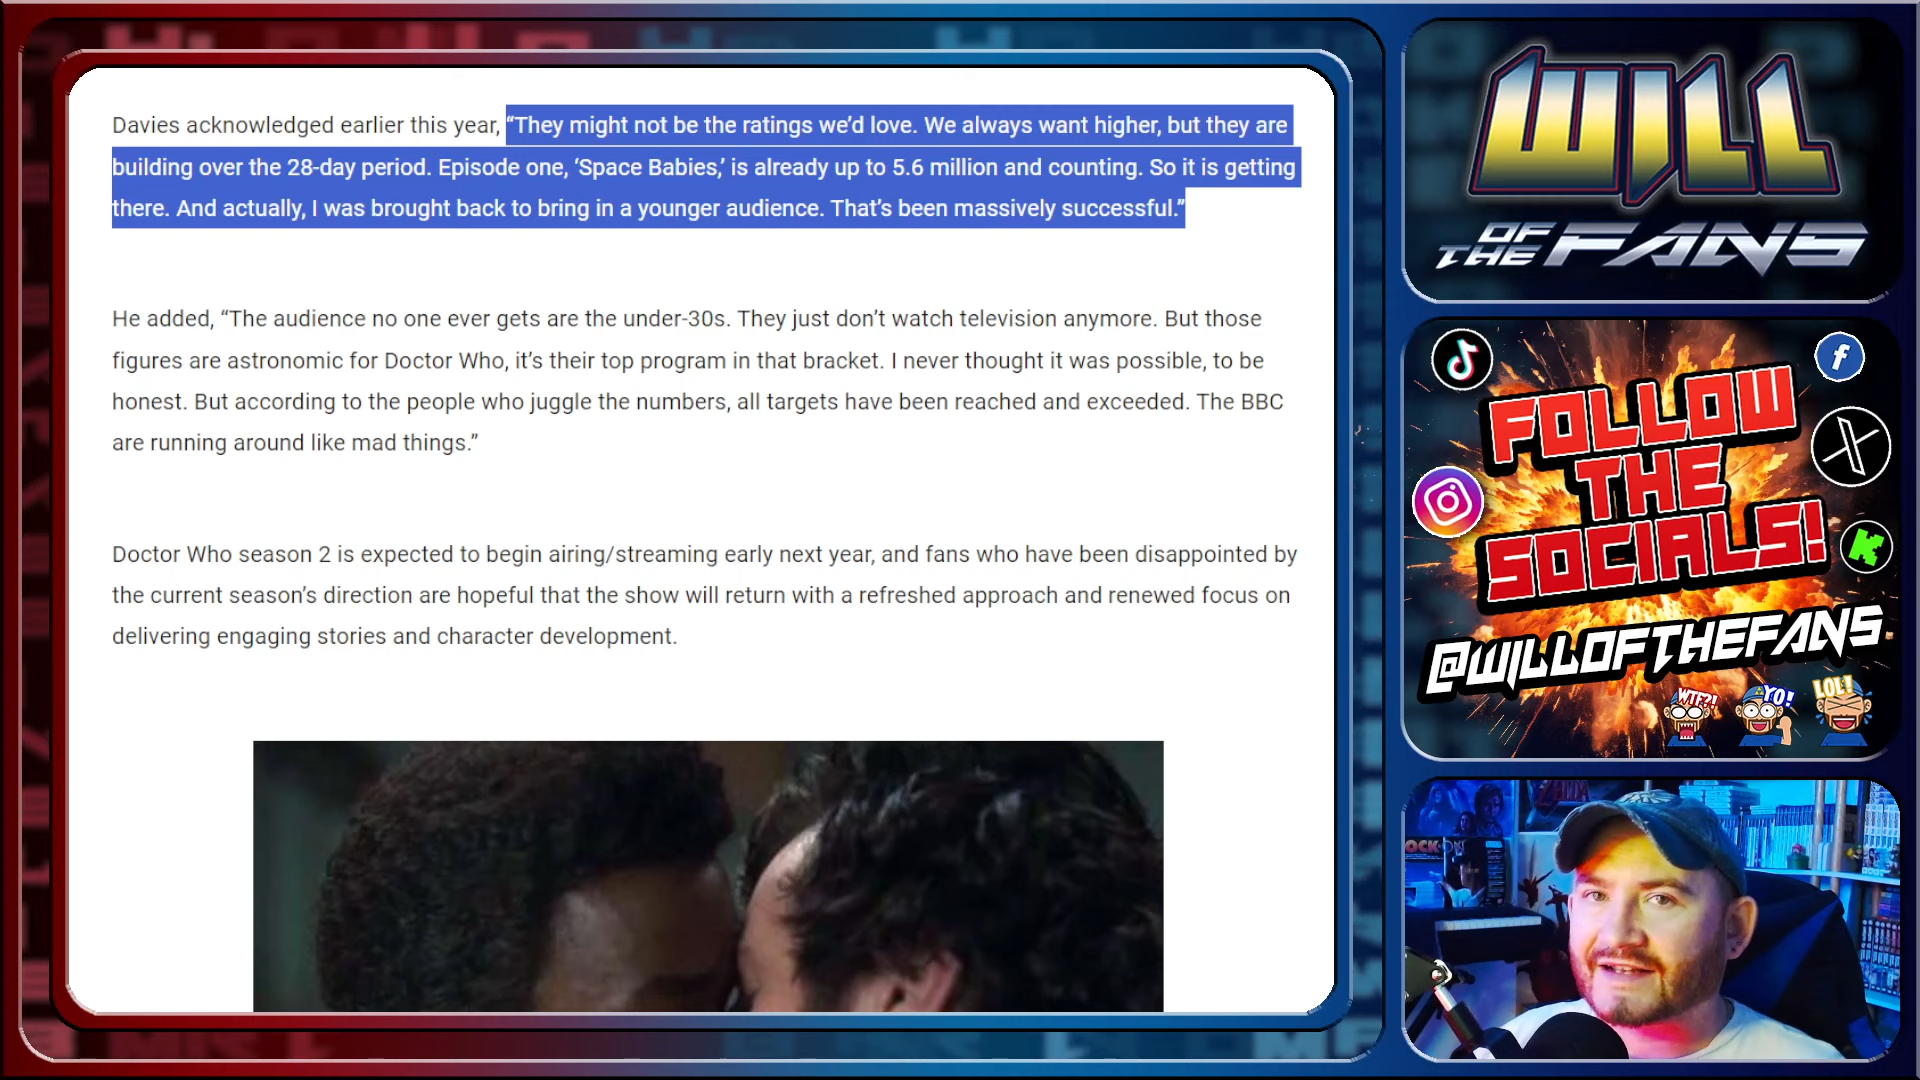 Davies acknowledged earlier this year, “They might not be the ratings we’d love. We always want higher, but they are
building over the 28-day period. Episode one, ‘Space Babies,’ is already up to 5.6 million and counting. So it is getting
there. And actually, I was brought back to bring in a younger audience. That’s been massively successful.”
He added, “The audience no one ever gets are the under-30s. They just don’t watch television anymore. But those
figures are astronomic for Doctor Who, it’s their top program in that bracket. I never thought it was possible, to be
honest. But according to the people who juggle the numbers, all targets have been reached and exceeded. The BBC
are running around like mad things.”
Doctor Who season 2 is expected to begin airing/streaming early next year, and fans who have been disappointed by
the current season’s direction are hopeful that the show will return with a refreshed approach and renewed focus on
delivering engaging stories and character development.
WILL
OF
THE FANS
FOLLOW
THE
SOCIALS!
@WILLOFTHEFANS
WTF?!
YO!
LOL!